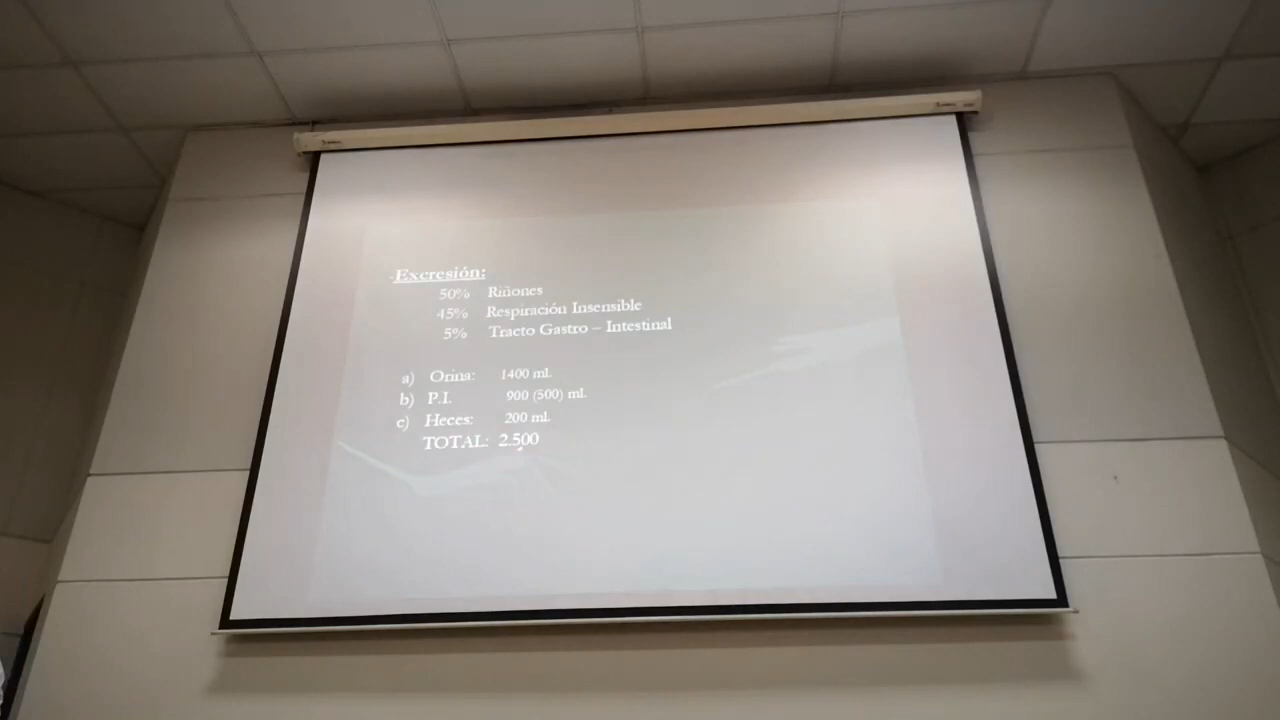 Excresión:
50% Riñones
45% Respiración Insensible
5% Tracto Gastro – Intestinal
a) Orina: 1400 ml.
b) P.I. 900 (500) ml.
c) Heces: 200 ml.
TOTAL: 2.500